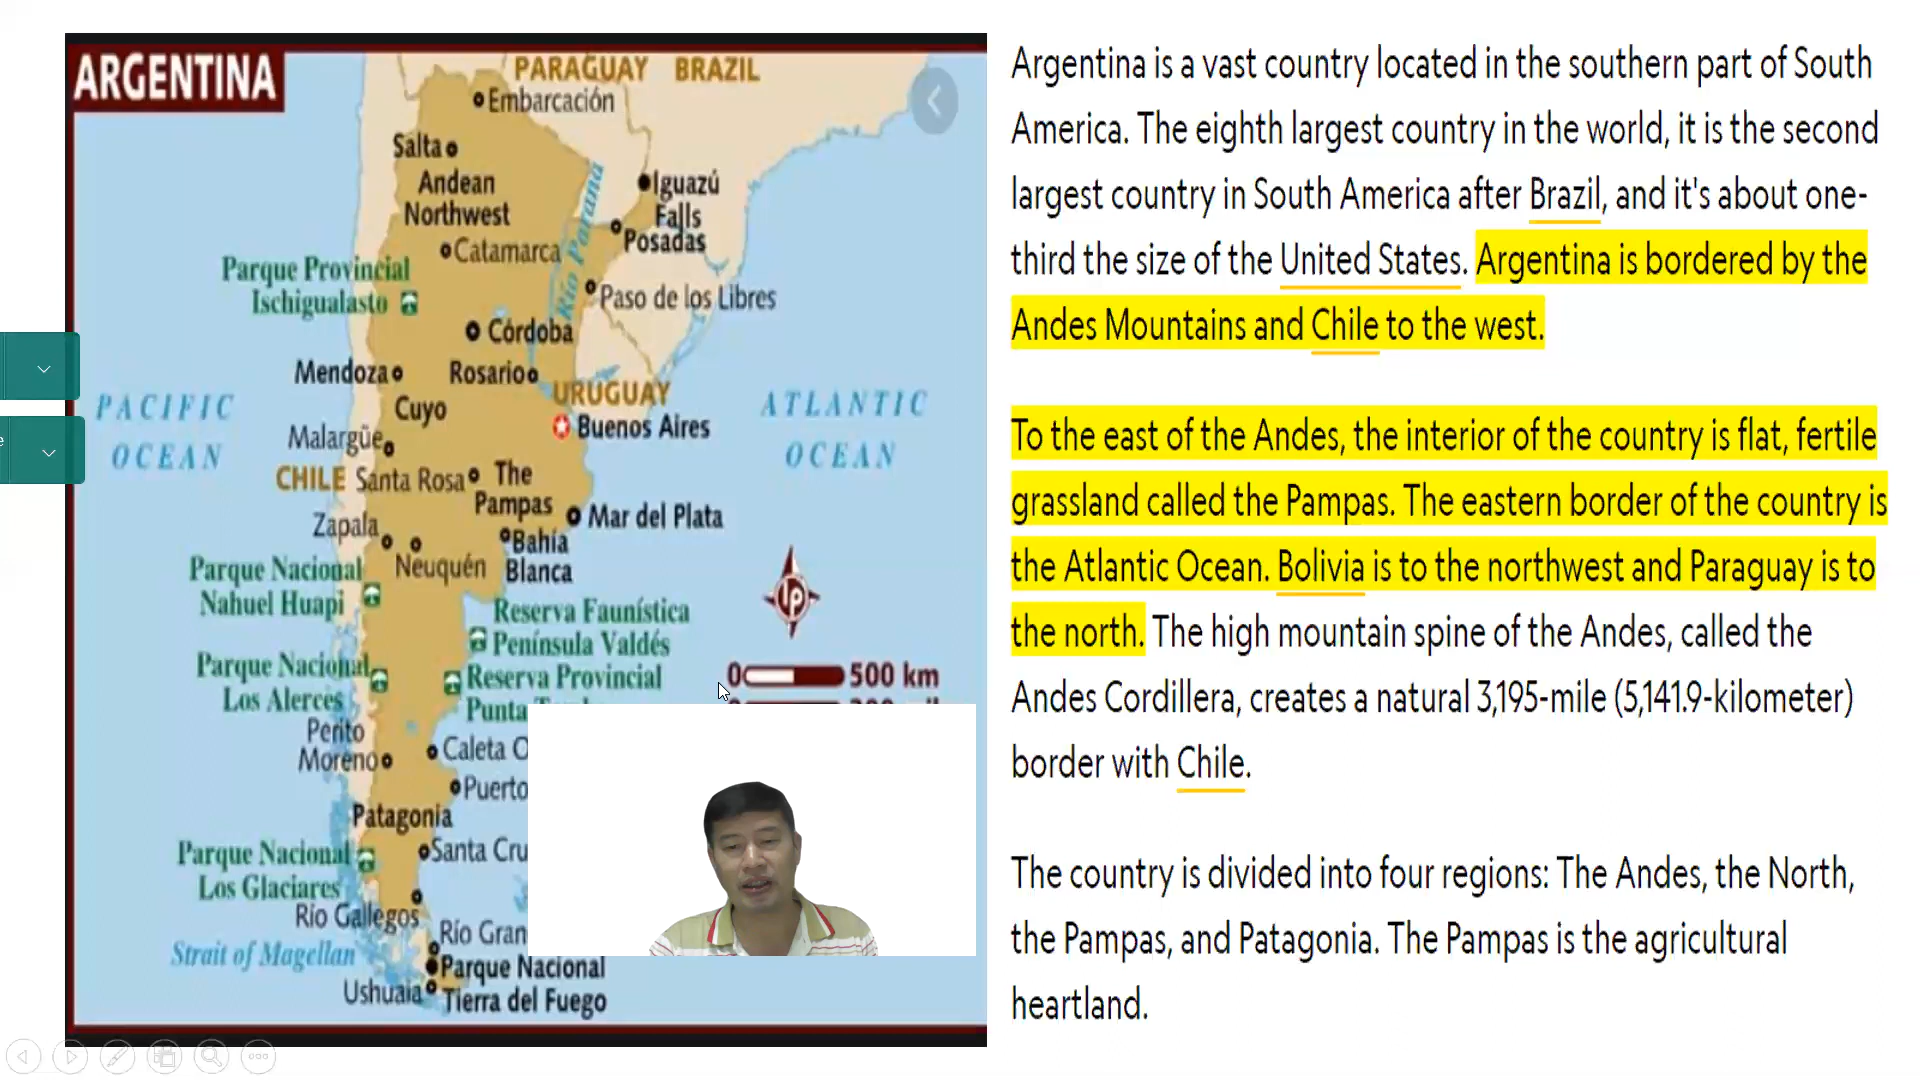 ARGENTINA
PARAGUAY BRAZIL
Embarcación
Salta
Andean
Northwest
Iguazú
Falls
Posadas
Río Paraná
Catamarca
Parque Provincial
Ischigualasto
Paso de los Libres
Córdoba
Mendoza
Rosario
URUGUAY
PACIFIC
OCEAN
Cuyo
ATLANTIC
OCEAN
Buenos Aires
Malargüe
CHILE
Santa Rosa
The
Pampas
Mar del Plata
Zapala
Bahía
Blanca
Neuquén
Parque Nacional
Nahuel Huapi
Reserva Faunística
Península Valdés
Parque Nacional
Los Alerces
Reserva Provincial
Punta
0 500 km
Perito
Moreno
Caleta O
Puerto
Patagonia
Santa Cru
Parque Nacional
Los Glaciares
Río Gallegos
Río Gran
Strait of Magellan
Parque Nacional
Tierra del Fuego
Ushuaia
lp
e
Argentina is a vast country located in the southern part of South
America. The eighth largest country in the world, it is the second
largest country in South America after Brazil, and it's about one-
third the size of the United States. Argentina is bordered by the
Andes Mountains and Chile to the west.
To the east of the Andes, the interior of the country is flat, fertile
grassland called the Pampas. The eastern border of the country is
the Atlantic Ocean. Bolivia is to the northwest and Paraguay is to
the north. The high mountain spine of the Andes, called the
Andes Cordillera, creates a natural 3,195-mile (5,141.9-kilometer)
border with Chile.
The country is divided into four regions: The Andes, the North,
the Pampas, and Patagonia. The Pampas is the agricultural
heartland.